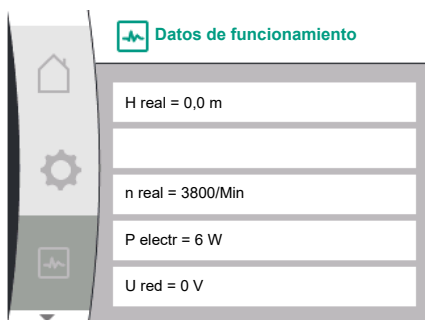 Datos de funcionamiento
H real = 0,0 m
n real = 3800/Min
P electr = 6 W
U red = 0 V